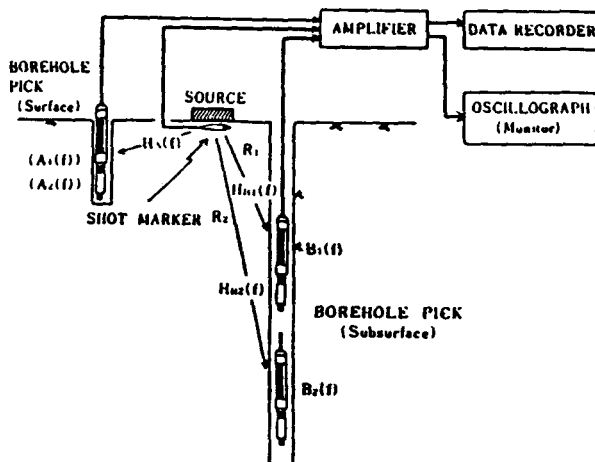 AMPLIFIER
DATA RECORDER
OSCILLOGRAPH
(Monitor)
BOREHOLE
PICK
(Surface)
SOURCE
(A₁(f))
(A₂(f))
R₁
SHOT MARKER
R₂
B₁(f)
BOREHOLE PICK
(Subsurface)
B₂(f)